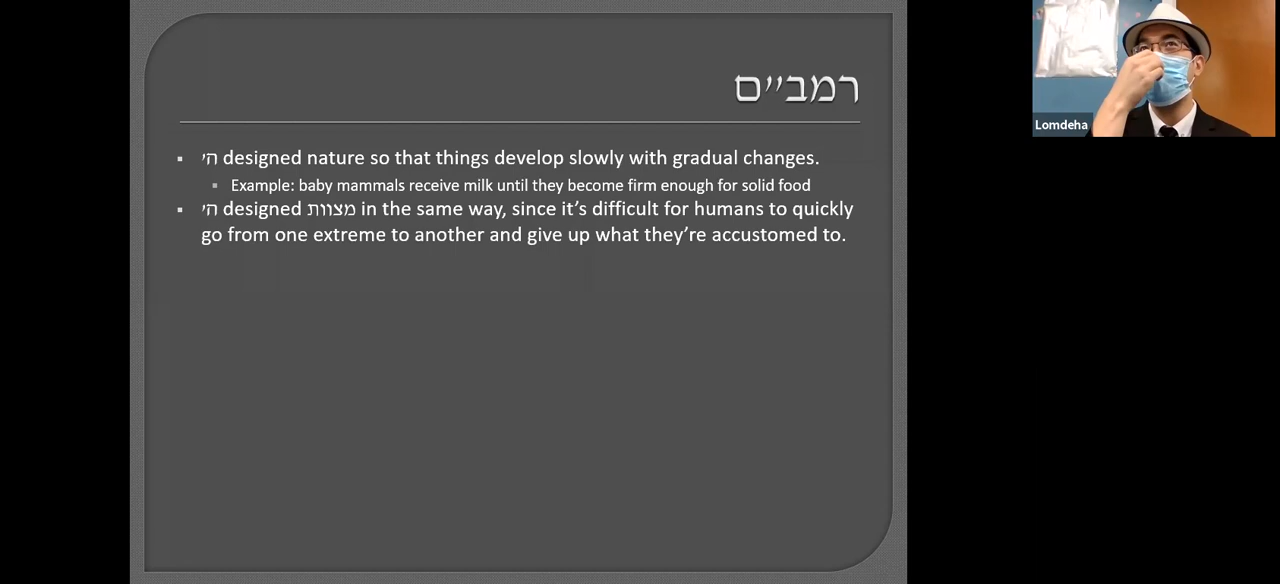 רמב״ם
▪ ה׳ designed nature so that things develop slowly with gradual changes.
▪ Example: baby mammals receive milk until they become firm enough for solid food
▪ ה׳ designed מצוות in the same way, since it’s difficult for humans to quickly
go from one extreme to another and give up what they’re accustomed to.
Lomdeha